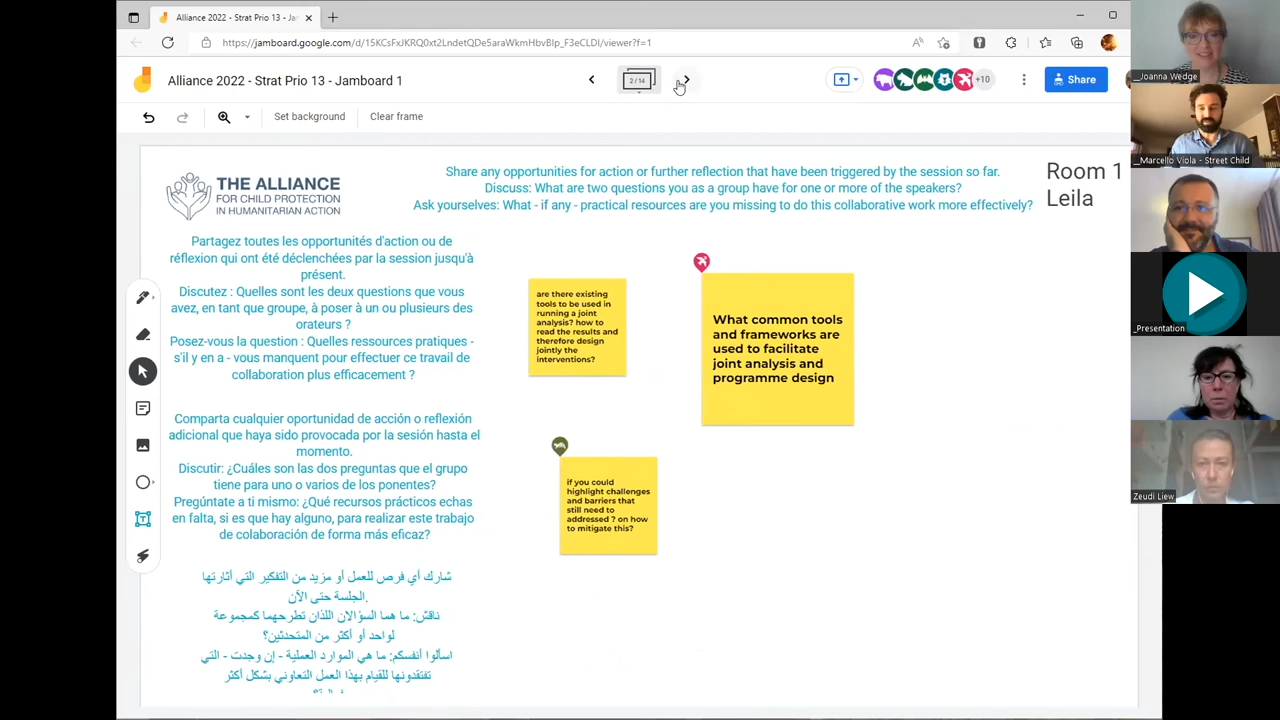 Alliance 2022 - Strat Prio 13 - Ja
https://jamboard.google.com/d/15KCsFxJKRQ0xt2LndetQDe5araWkmHbvBIp_F3eCLDI/viewer?f=1
Alliance 2022 - Strat Prio 13 - Jamboard 1
2 / 14
+10
Share
Set background
Clear frame
THE ALLIANCE
FOR CHILD PROTECTION
IN HUMANITARIAN ACTION
Share any opportunities for action or further reflection that have been triggered by the session so far.
Discuss: What are two questions you as a group have for one or more of the speakers?
Ask yourselves: What - if any - practical resources are you missing to do this collaborative work more effectively?
Room 1
Leila
Partagez toutes les opportunités d'action ou de
réflexion qui ont été déclenchées par la session jusqu'à
présent.
Discutez : Quelles sont les deux questions que vous
avez, en tant que groupe, à poser à un ou plusieurs des
orateurs ?
Posez-vous la question : Quelles ressources pratiques -
s'il y en a - vous manquent pour effectuer ce travail de
collaboration plus efficacement ?
Comparta cualquier oportunidad de acción o reflexión
adicional que haya sido provocada por la sesión hasta el
momento.
Discutir: ¿Cuáles son las dos preguntas que el grupo
tiene para uno o varios de los ponentes?
Pregúntate a ti mismo: ¿Qué recursos prácticos echas
en falta, si es que hay alguno, para realizar este trabajo
de colaboración de forma más eficaz?
شارك أي فرص للعمل أو مزيد من التفكير التي أثارتها
الجلسة حتى الآن.
ناقش: ما هما السؤالان اللذان تطرحهما كمجموعة
لواحد أو أكثر من المتحدثين؟
اسألوا أنفسكم: ما هي الموارد العملية - إن وجدت - التي
تفتقدونها للقيام بهذا العمل التعاوني بشكل أكثر
are there existing
tools to be used in
running a joint
analysis? how to
read the results and
therefore design
jointly the
interventions?
What common tools
and frameworks are
used to facilitate
joint analysis and
programme design
if you could
highlight challenges
and barriers that
still need to
addressed ? on how
to mitigate this?
_Joanna Wedge
_Marcello Viola - Street Child
_Presentation
Zeudi Liew